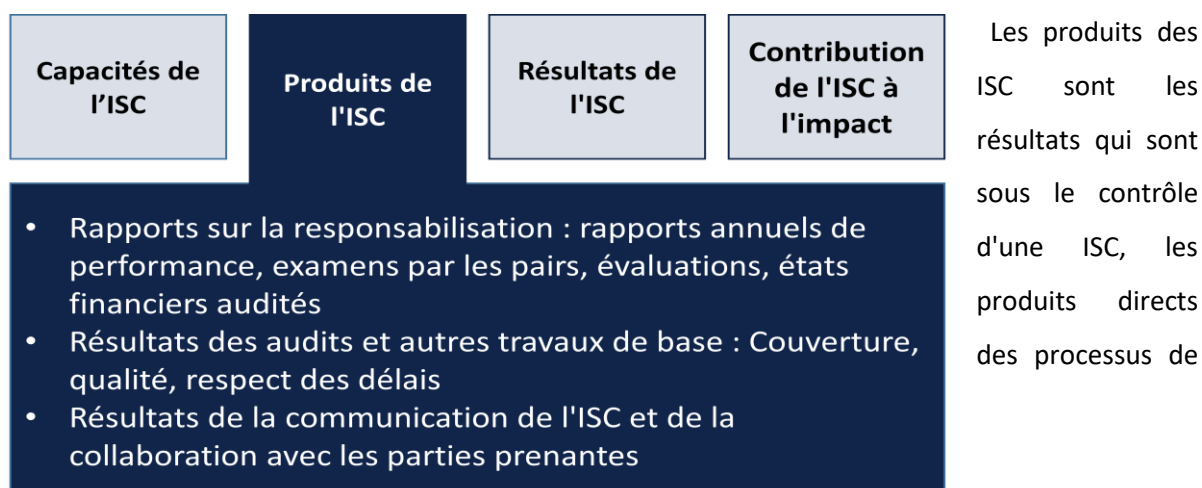 Capacités de
l’ISC
Produits de
l'ISC
Résultats de
l'ISC
Contribution
de l'ISC à
l'impact
• Rapports sur la responsabilisation : rapports annuels de
performance, examens par les pairs, évaluations, états
financiers audités
• Résultats des audits et autres travaux de base : Couverture,
qualité, respect des délais
• Résultats de la communication de l'ISC et de la
collaboration avec les parties prenantes
Les produits des
ISC sont les
résultats qui sont
sous le contrôle
d'une ISC, les
produits directs
des processus de